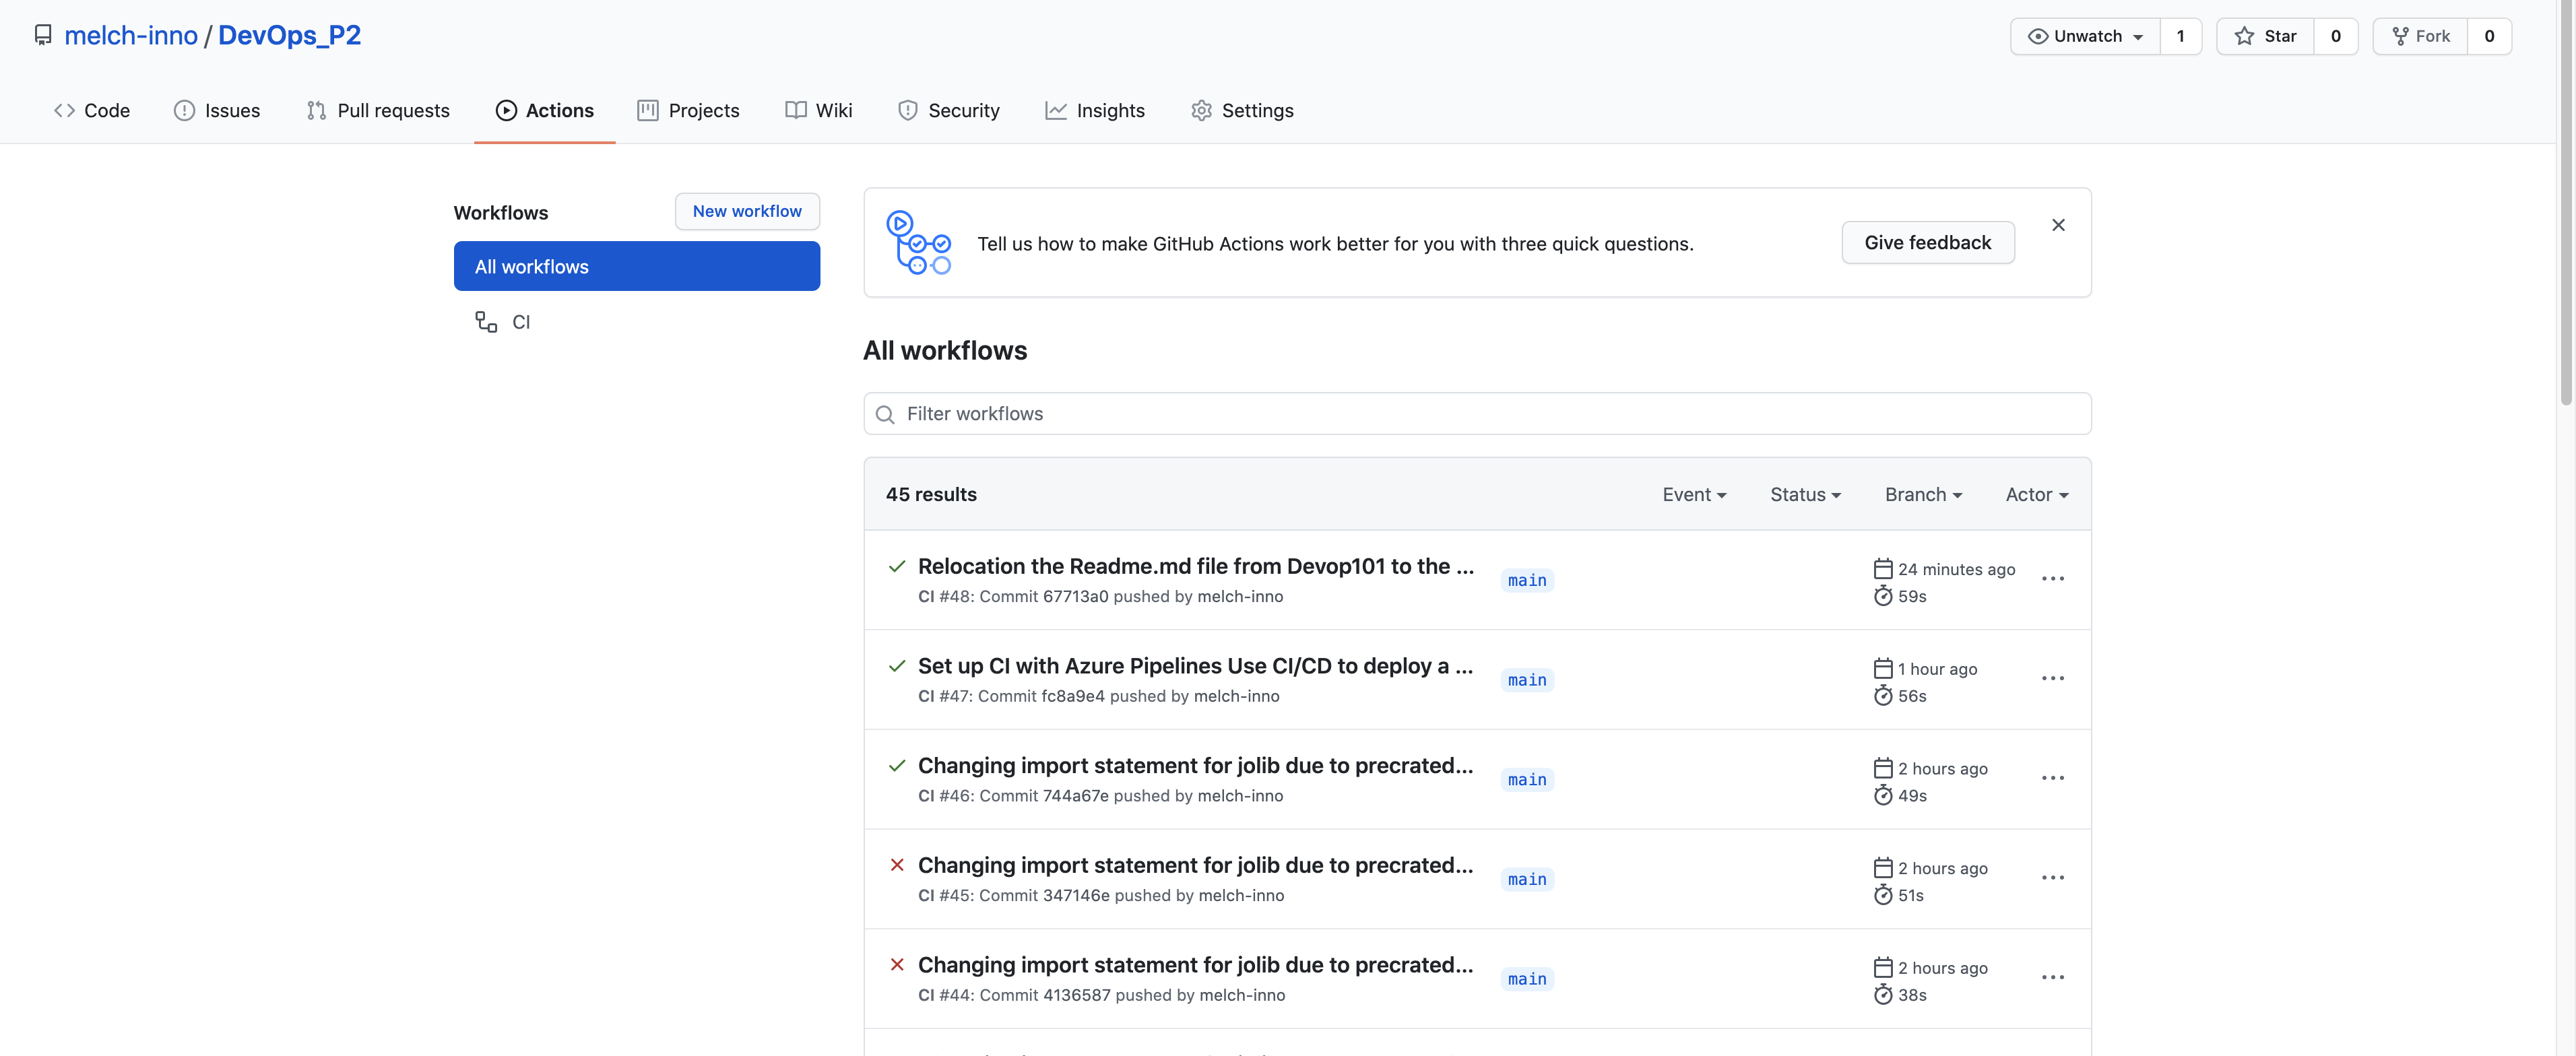 melch-inno / DevOps_P2
Unwatch 1 Star 0 Fork 0
Code Issues Pull requests Actions Projects Wiki Security Insights Settings
Workflows
New workflow
All workflows
CI
Tell us how to make GitHub Actions work better for you with three quick questions.
Give feedback
All workflows
Filter workflows
45 results Event Status Branch Actor
Relocation the Readme.md file from Devop101 to the ...
CI #48: Commit 67713a0 pushed by melch-inno
main
24 minutes ago
59s
Set up CI with Azure Pipelines Use CI/CD to deploy a ...
CI #47: Commit fc8a9e4 pushed by melch-inno
main
1 hour ago
56s
Changing import statement for jolib due to precrated...
CI #46: Commit 744a67e pushed by melch-inno
main
2 hours ago
49s
Changing import statement for jolib due to precrated...
CI #45: Commit 347146e pushed by melch-inno
main
2 hours ago
51s
Changing import statement for jolib due to precrated...
CI #44: Commit 4136587 pushed by melch-inno
main
2 hours ago
38s